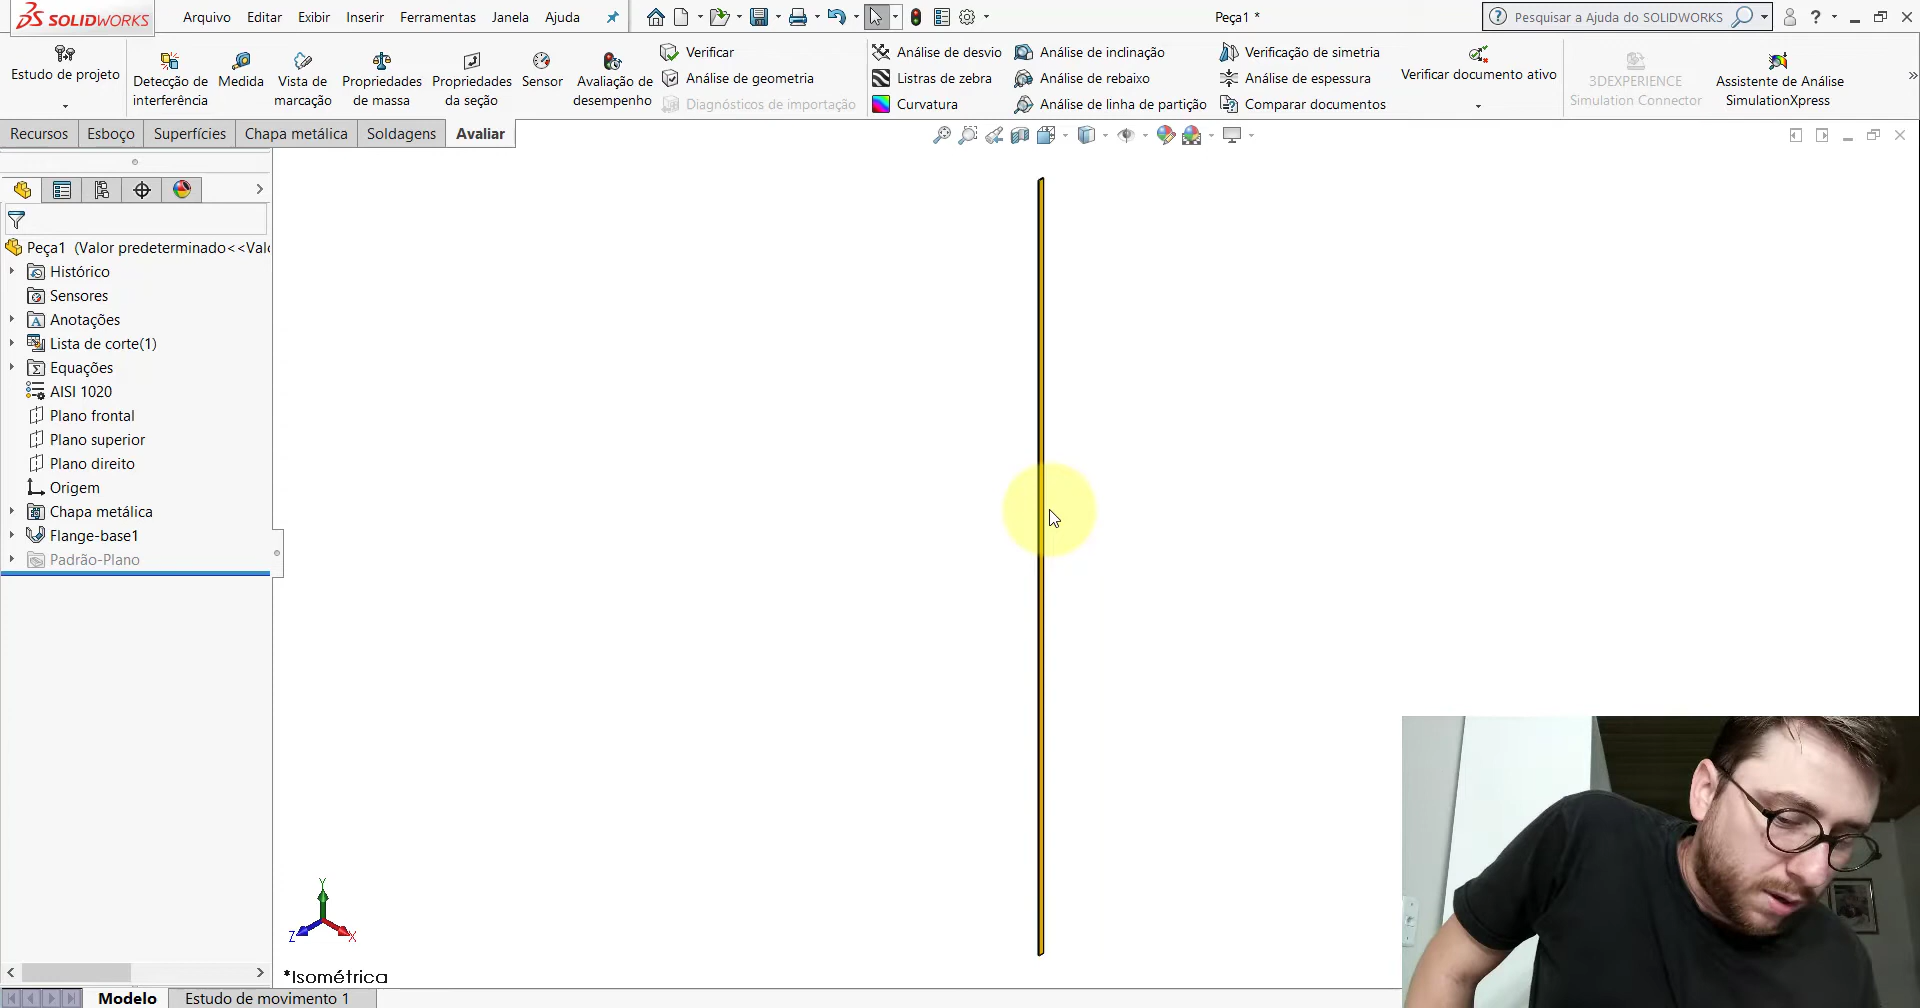 SOLIDWORKS
Arquivo Editar Exibir Inserir Ferramentas Janela Ajuda
Peça1 *
Pesquisar a Ajuda do SOLIDWORKS
Estudo de projeto
Detecção de interferência
Medida
Vista de marcação
Propriedades de massa
Propriedades da seção
Sensor
Avaliação de desempenho
Verificar
Análise de geometria
Diagnósticos de importação
Análise de desvio
Listras de zebra
Curvatura
Análise de inclinação
Análise de rebaixo
Análise de linha de partição
Verificação de simetria
Análise de espessura
Comparar documentos
Verificar documento ativo
3DEXPERIENCE
Simulation Connector
Assistente de Análise
SimulationXpress
Recursos Esboço Superfícies Chapa metálica Soldagens Avaliar
Peça1 (Valor predeterminado<<Valo
Histórico
Sensores
Anotações
Lista de corte(1)
Equações
AISI 1020
Plano frontal
Plano superior
Plano direito
Origem
Chapa metálica
Flange-base1
Padrão-Plano
Y
Z
X
*Isométrica
Modelo Estudo de movimento 1